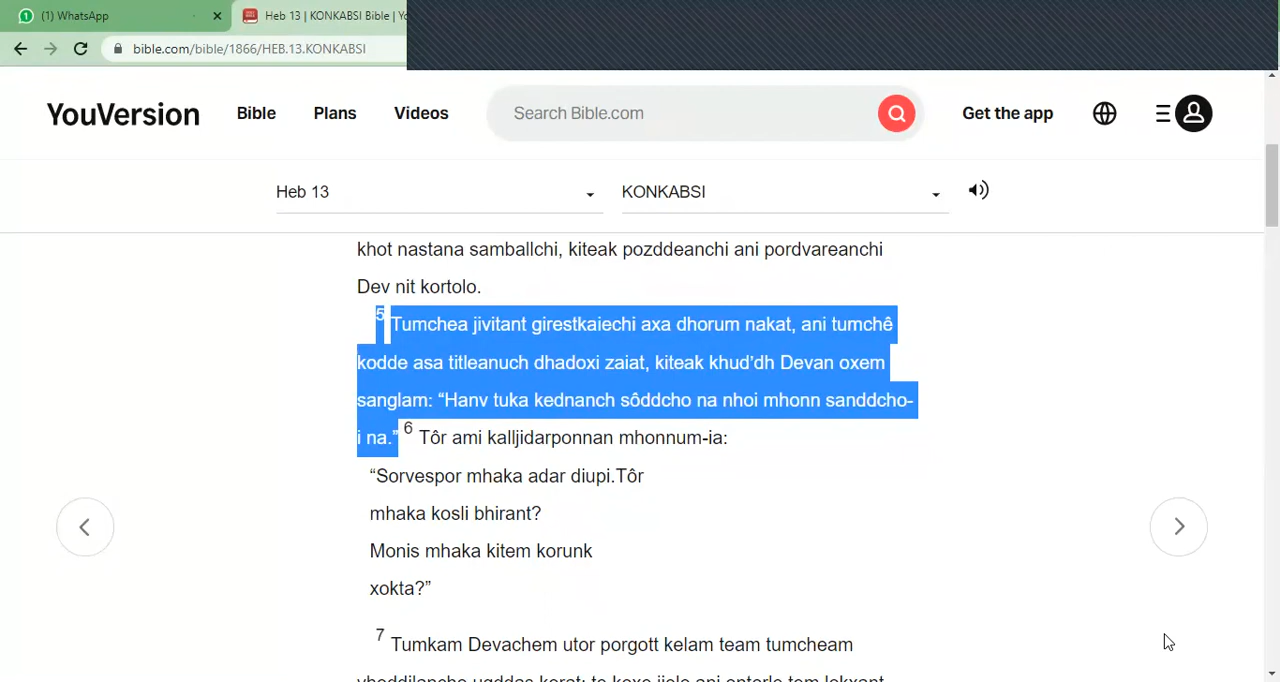 (1) WhatsApp
Heb 13 | KONKABSI Bible | Yo
bible.com/bible/1866/HEB.13.KONKABSI
YouVersion Bible Plans Videos Search Bible.com Get the app
Heb 13 KONKABSI
khot nastana samballchi, kiteak pozddeanchi ani pordvareanchi
Dev nit kortolo.
5 Tumchea jivitant girestkaiechi axa dhorum nakat, ani tumchê
kodde asa titleanuch dhadoxi zaiat, kiteak khud’dh Devan oxem
sanglam: “Hanv tuka kednanch sôddcho na nhoi mhonn sanddcho-
i na.” 6 Tôr ami kalljidarponnan mhonnum-ia:
“Sorvespor mhaka adar diupi.Tôr
mhaka kosli bhirant?
Monis mhaka kitem korunk
xokta?”
7 Tumkam Devachem utor porgott kelam team tumcheam